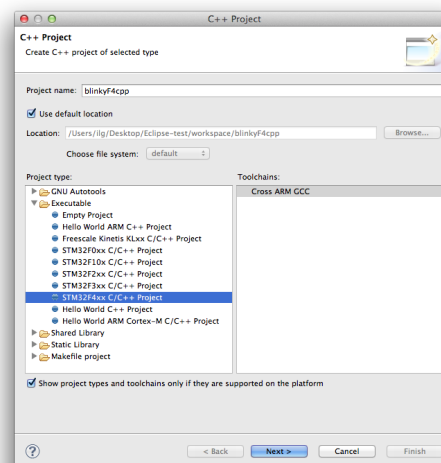 C++ Project
C++ Project
Create C++ project of selected type
Project name: blinkyF4cpp
Use default location
Location: /Users/ilg/Desktop/Eclipse-test/workspace/blinkyF4cpp Browse...
Choose file system: default
Project type: Toolchains:
GNU Autotools Cross ARM GCC
Executable
Empty Project
Hello World ARM C++ Project
Freescale Kinetis KLxx C/C++ Project
STM32F0xx C/C++ Project
STM32F10x C/C++ Project
STM32F2xx C/C++ Project
STM32F3xx C/C++ Project
STM32F4xx C/C++ Project
Hello World C++ Project
Hello World ARM Cortex-M C/C++ Project
Shared Library
Static Library
Makefile project
Show project types and toolchains only if they are supported on the platform
? < Back Next > Cancel Finish